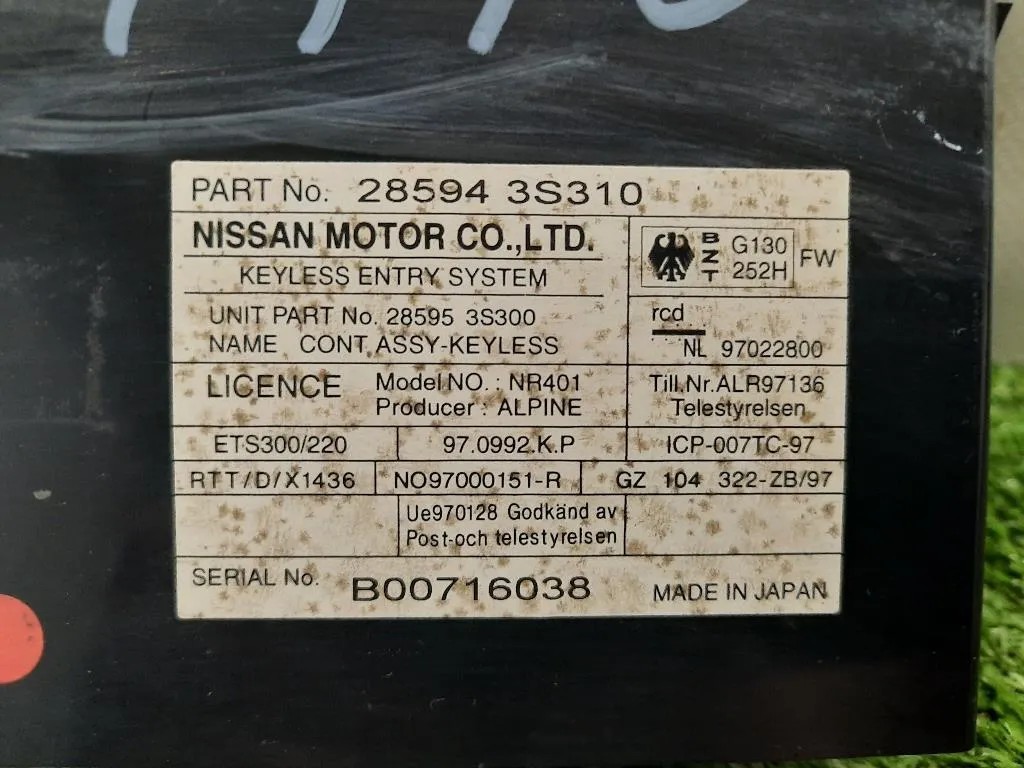 PART No. 28594 3S310
NISSAN MOTOR CO.,LTD.
KEYLESS ENTRY SYSTEM
UNIT PART No. 28595 3S300
NAME CONT ASSY-KEYLESS
BZT G130 252H FW
rcd
NL 97022800
LICENCE Model NO. : NR401
Producer : ALPINE
Till.Nr.ALR97136
Telestyrelsen
ETS300/220 97.0992.K.P ICP-007TC-97
RTT/D/X1436 NO97000151-R GZ 104 322-ZB/97
Ue970128 Godkänd av
Post-och telestyrelsen
SERIAL No. B00716038 MADE IN JAPAN